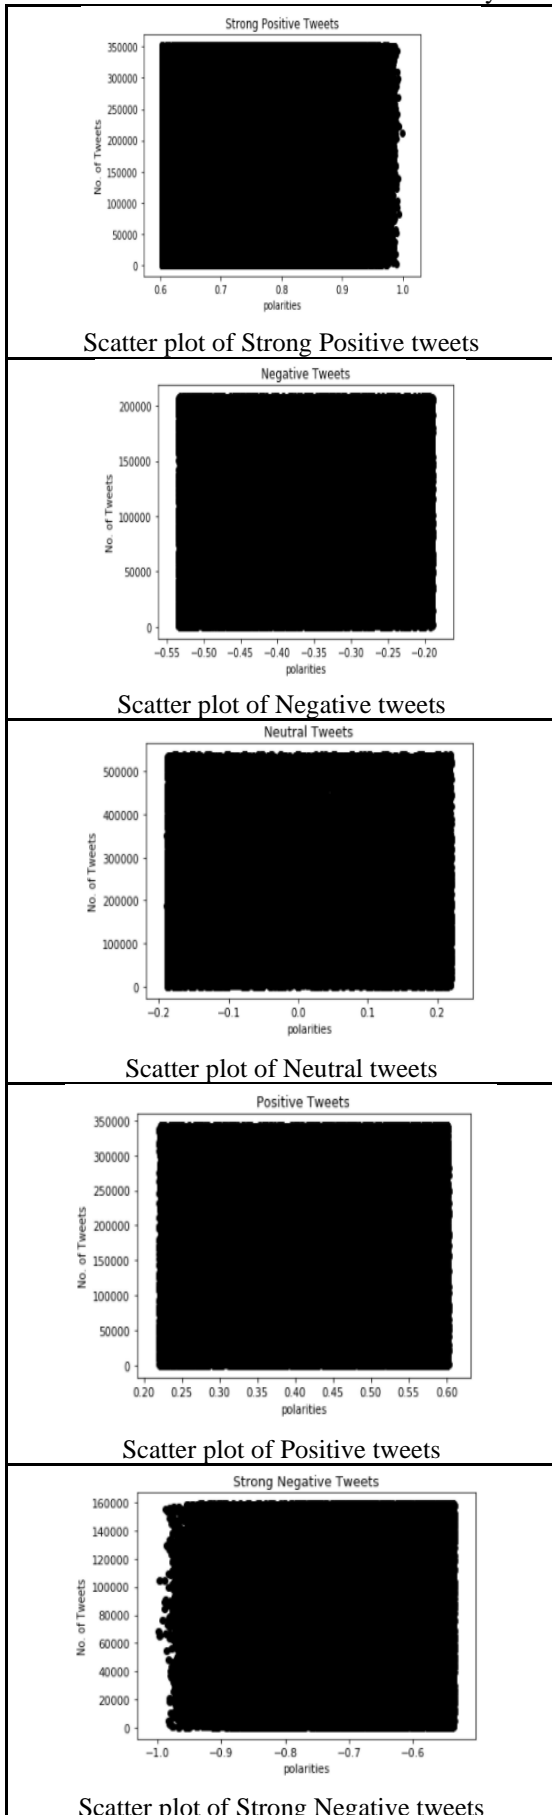 Strong Positive Tweets
350000
300000
250000
200000
150000
100000
50000
0
No. of Tweets
0.6 0.7 0.8 0.9 1.0
polarities
Scatter plot of Strong Positive tweets
Negative Tweets
200000
150000
100000
50000
0
No. of Tweets
−0.55 −0.50 −0.45 −0.40 −0.35 −0.30 −0.25 −0.20
polarities
Scatter plot of Negative tweets
Neutral Tweets
500000
400000
300000
200000
100000
0
No. of Tweets
−0.2 −0.1 0.0 0.1 0.2
polarities
Scatter plot of Neutral tweets
Positive Tweets
350000
300000
250000
200000
150000
100000
50000
0
No. of Tweets
0.20 0.25 0.30 0.35 0.40 0.45 0.50 0.55 0.60
polarities
Scatter plot of Positive tweets
Strong Negative Tweets
160000
140000
120000
100000
80000
60000
40000
20000
0
No. of Tweets
−1.0 −0.9 −0.8 −0.7 −0.6
polarities
Scatter plot of Strong Negative tweets